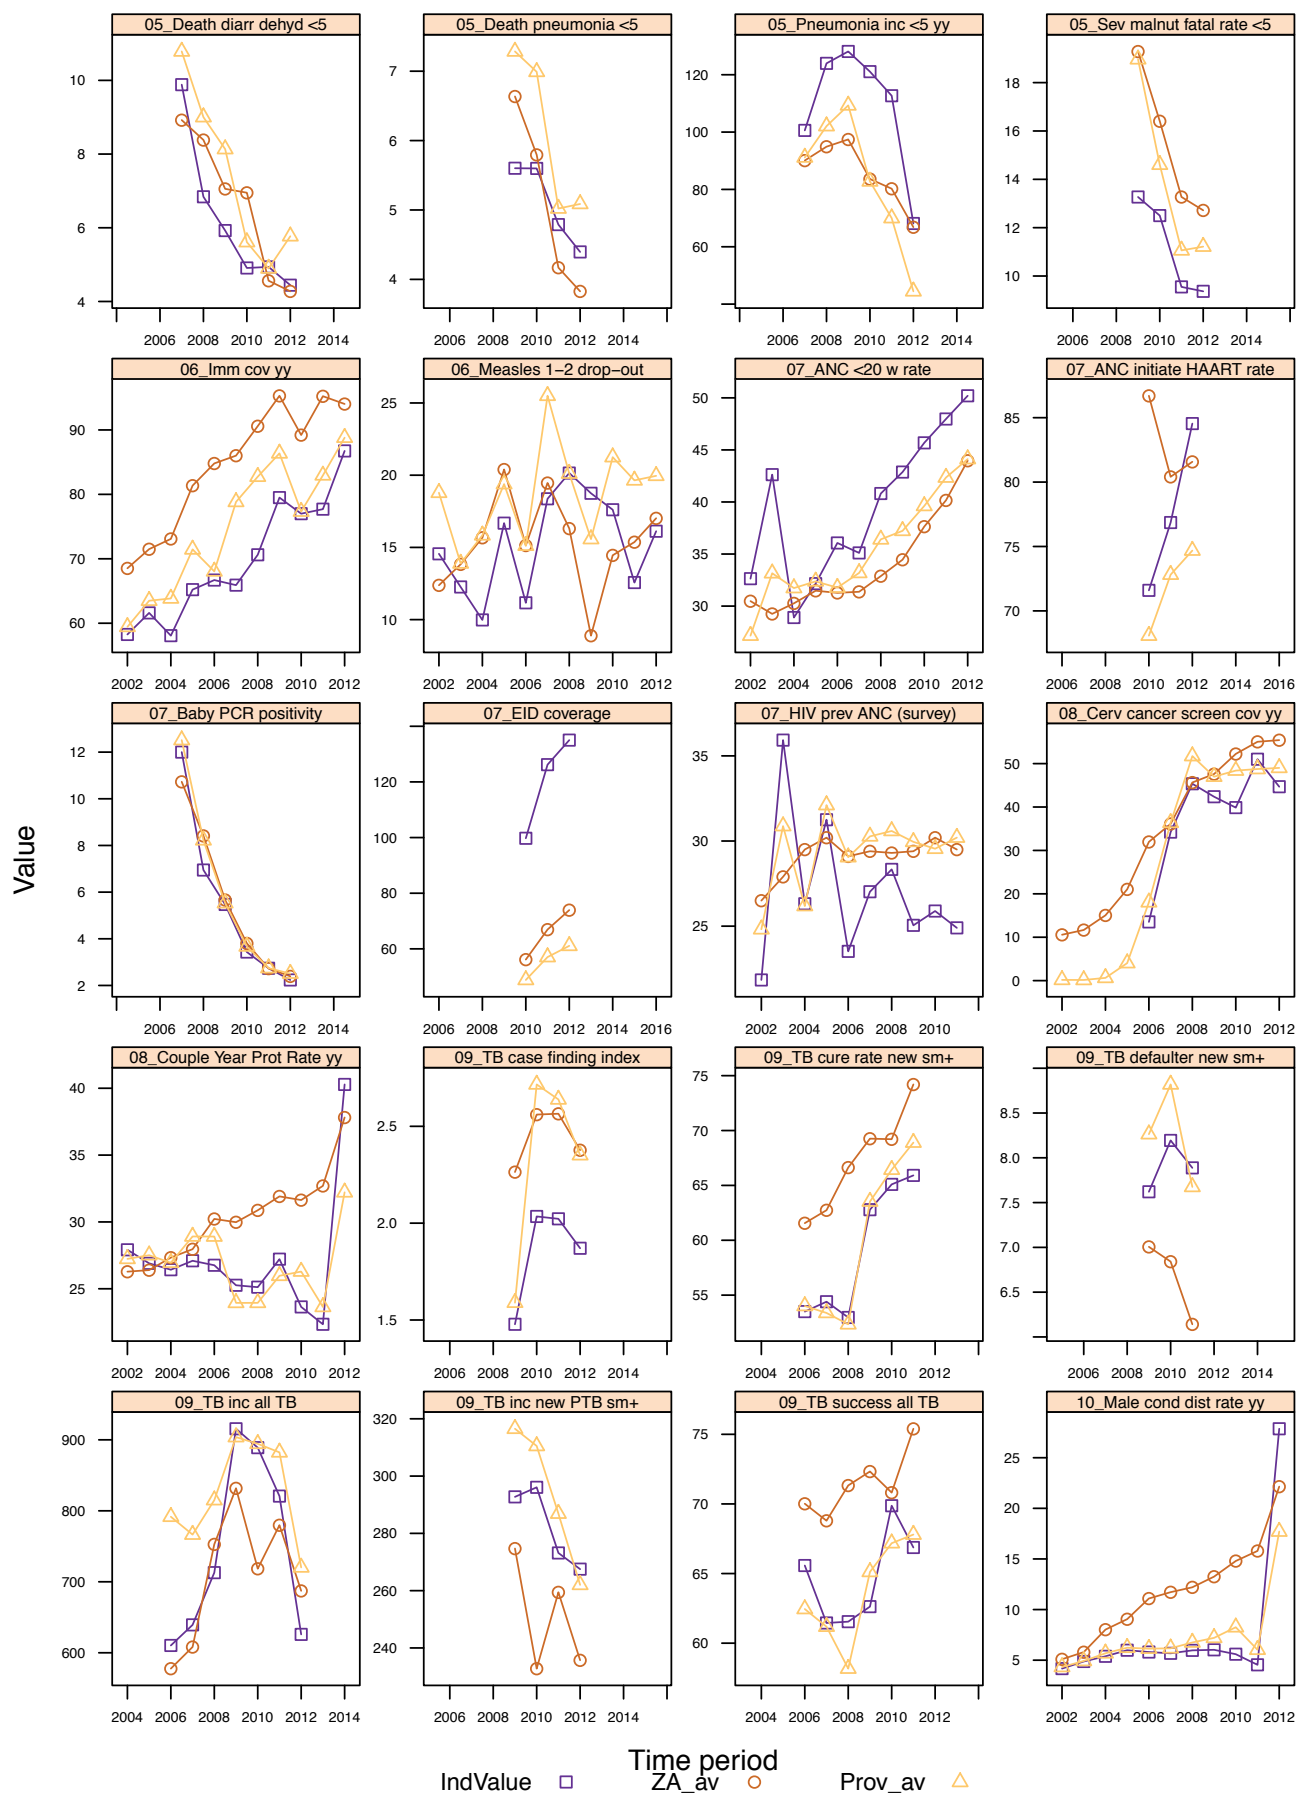 05_Death diarr dehyd <5
05_Death pneumonia <5
05_Pneumonia inc <5 yy
05_Sev malnut fatal rate <5
10
8
6
4
7
6
5
4
120
100
80
60
18
16
14
12
10
2006 2008 2010 2012 2014
2006 2008 2010 2012 2014
2006 2008 2010 2012 2014
2006 2008 2010 2012 2014
06_Imm cov yy
06_Measles 1−2 drop−out
07_ANC <20 w rate
07_ANC initiate HAART rate
90
80
70
60
25
20
15
10
50
45
40
35
30
85
80
75
70
2002 2004 2006 2008 2010 2012
2002 2004 2006 2008 2010 2012
2002 2004 2006 2008 2010 2012
2006 2008 2010 2012 2014 2016
07_Baby PCR positivity
07_EID coverage
07_HIV prev ANC (survey)
08_Cerv cancer screen cov yy
12
10
8
6
4
2
120
100
80
60
35
30
25
50
40
30
20
10
0
2006 2008 2010 2012 2014
2006 2008 2010 2012 2014 2016
2002 2004 2006 2008 2010
2002 2004 2006 2008 2010 2012
08_Couple Year Prot Rate yy
09_TB case finding index
09_TB cure rate new sm+
09_TB defaulter new sm+
40
35
30
25
2.5
2.0
1.5
75
70
65
60
55
8.5
8.0
7.5
7.0
6.5
2002 2004 2006 2008 2010 2012
2006 2008 2010 2012 2014
2004 2006 2008 2010 2012
2006 2008 2010 2012 2014
09_TB inc all TB
09_TB inc new PTB sm+
09_TB success all TB
10_Male cond dist rate yy
900
800
700
600
320
300
280
260
240
75
70
65
60
25
20
15
10
5
2004 2006 2008 2010 2012 2014
2006 2008 2010 2012 2014
2004 2006 2008 2010 2012
2002 2004 2006 2008 2010 2012
Value
Time period
IndValue
ZA_av
Prov_av